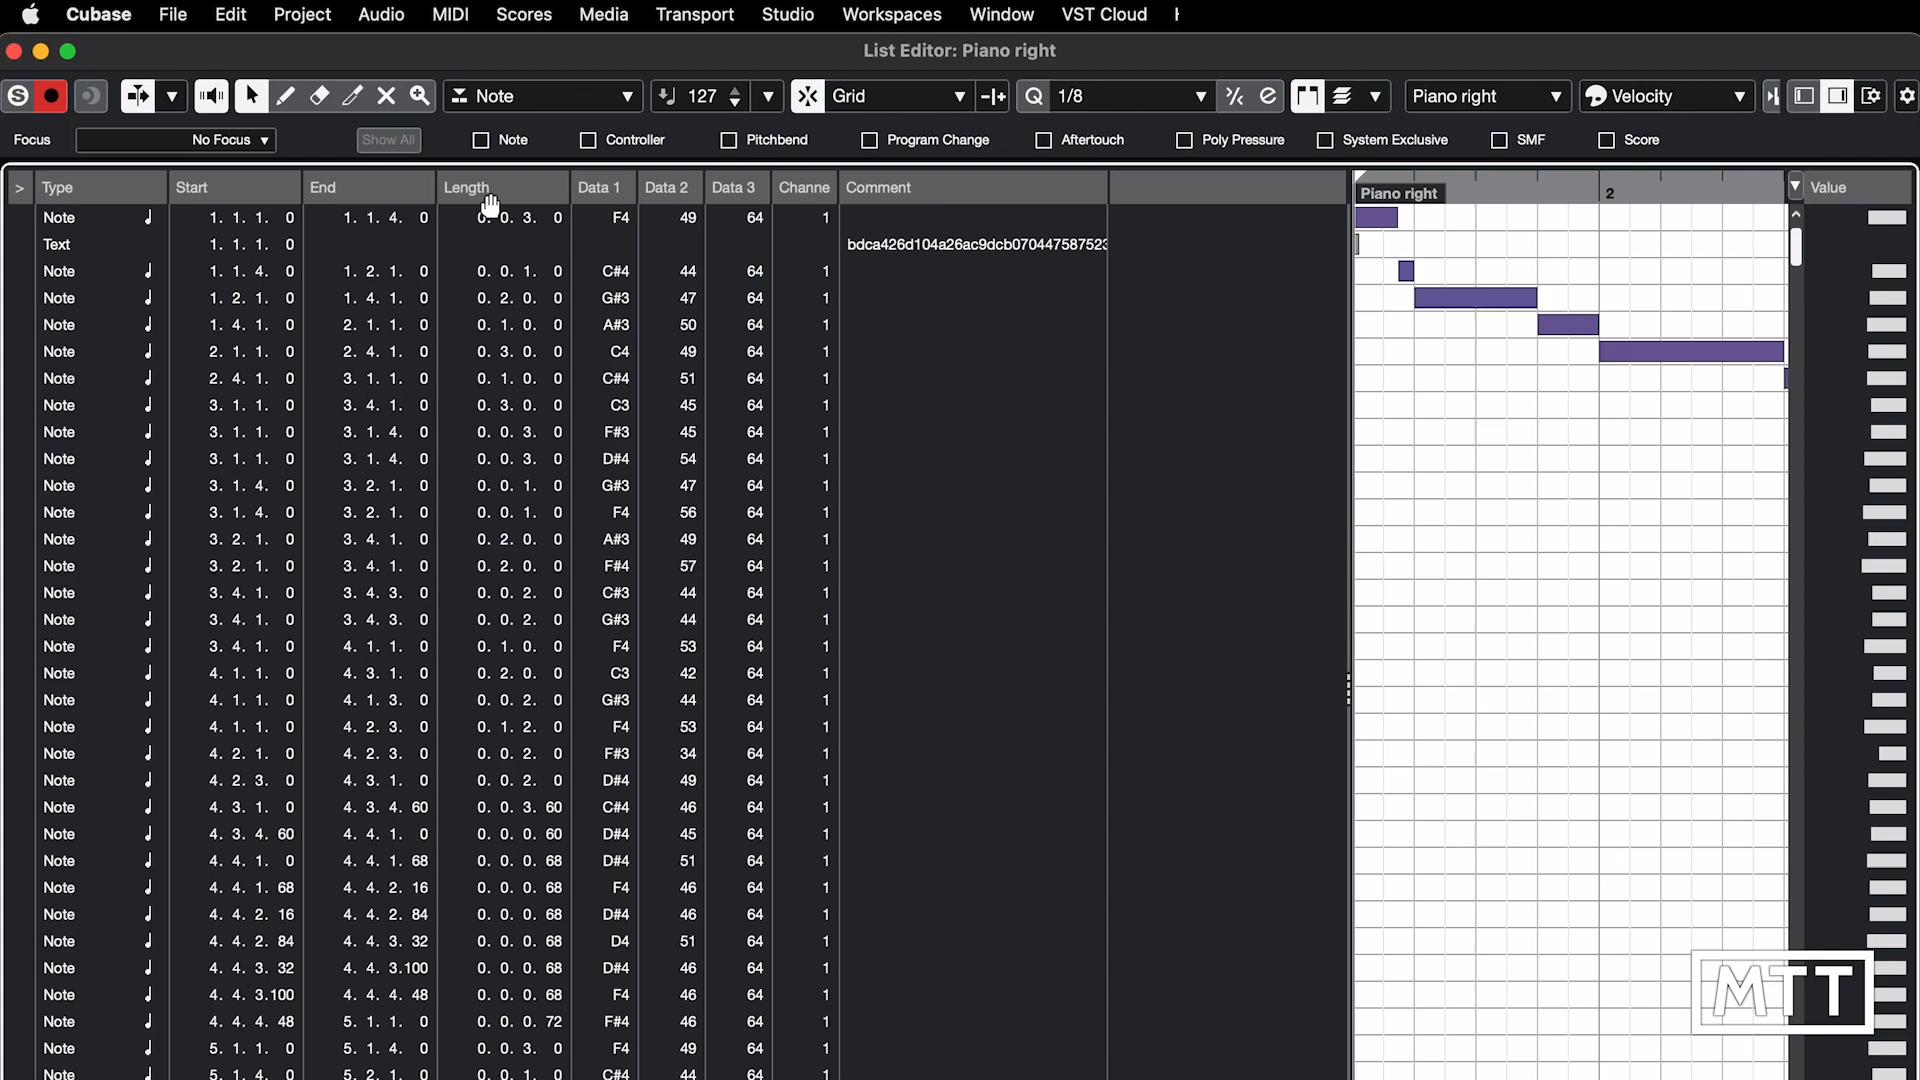 Cubase File Edit Project Audio MIDI Scores Media Transport Studio Workspaces Window VST Cloud
List Editor: Piano right
S Note 127 Grid Q 1/8 Piano right Velocity
Focus No Focus Show All Note Controller Pitchbend Program Change Aftertouch Poly Pressure System Exclusive SMF Score
> Type Start End Length Data 1 Data 2 Data 3 Channe Comment Piano right 2 Value
Note 1. 1. 1. 0 1. 1. 4. 0 0. 0. 3. 0 F4 49 64 1
Text 1. 1. 1. 0 bdca426d104a26ac9dcb070447587523
Note 1. 1. 4. 0 1. 2. 1. 0 0. 0. 1. 0 C#4 44 64 1
Note 1. 2. 1. 0 1. 4. 1. 0 0. 2. 0. 0 G#3 47 64 1
Note 1. 4. 1. 0 2. 1. 1. 0 0. 1. 0. 0 A#3 50 64 1
Note 2. 1. 1. 0 2. 4. 1. 0 0. 3. 0. 0 C4 49 64 1
Note 2. 4. 1. 0 3. 1. 1. 0 0. 1. 0. 0 C#4 51 64 1
Note 3. 1. 1. 0 3. 4. 1. 0 0. 3. 0. 0 C3 45 64 1
Note 3. 1. 1. 0 3. 1. 4. 0 0. 0. 3. 0 F#3 45 64 1
Note 3. 1. 1. 0 3. 1. 4. 0 0. 0. 3. 0 D#4 54 64 1
Note 3. 1. 4. 0 3. 2. 1. 0 0. 0. 1. 0 G#3 47 64 1
Note 3. 1. 4. 0 3. 2. 1. 0 0. 0. 1. 0 F4 56 64 1
Note 3. 2. 1. 0 3. 4. 1. 0 0. 2. 0. 0 A#3 49 64 1
Note 3. 2. 1. 0 3. 4. 1. 0 0. 2. 0. 0 F#4 57 64 1
Note 3. 4. 1. 0 3. 4. 3. 0 0. 0. 2. 0 C#3 44 64 1
Note 3. 4. 1. 0 3. 4. 3. 0 0. 0. 2. 0 G#3 44 64 1
Note 3. 4. 1. 0 4. 1. 1. 0 0. 1. 0. 0 F4 53 64 1
Note 4. 1. 1. 0 4. 3. 1. 0 0. 2. 0. 0 C3 42 64 1
Note 4. 1. 1. 0 4. 1. 3. 0 0. 0. 2. 0 G#3 44 64 1
Note 4. 1. 1. 0 4. 2. 3. 0 0. 1. 2. 0 F4 53 64 1
Note 4. 2. 1. 0 4. 2. 3. 0 0. 0. 2. 0 F#3 34 64 1
Note 4. 2. 3. 0 4. 3. 1. 0 0. 0. 2. 0 D#4 49 64 1
Note 4. 3. 1. 0 4. 3. 4. 60 0. 0. 3. 60 C#4 46 64 1
Note 4. 3. 4. 60 4. 4. 1. 0 0. 0. 0. 60 D#4 45 64 1
Note 4. 4. 1. 0 4. 4. 1. 68 0. 0. 0. 68 D#4 51 64 1
Note 4. 4. 1. 68 4. 4. 2. 16 0. 0. 0. 68 F4 46 64 1
Note 4. 4. 2. 16 4. 4. 2. 84 0. 0. 0. 68 D#4 46 64 1
Note 4. 4. 2. 84 4. 4. 3. 32 0. 0. 0. 68 D4 51 64 1
Note 4. 4. 3. 32 4. 4. 3.100 0. 0. 0. 68 D#4 46 64 1
Note 4. 4. 3.100 4. 4. 4. 48 0. 0. 0. 68 F4 46 64 1
Note 4. 4. 4. 48 5. 1. 1. 0 0. 0. 0. 72 F#4 46 64 1
Note 5. 1. 1. 0 5. 1. 4. 0 0. 0. 3. 0 F4 49 64 1
Note 5. 1. 4. 0 5. 2. 1. 0 0. 0. 1. 0 C#4 44 64 1
MTT